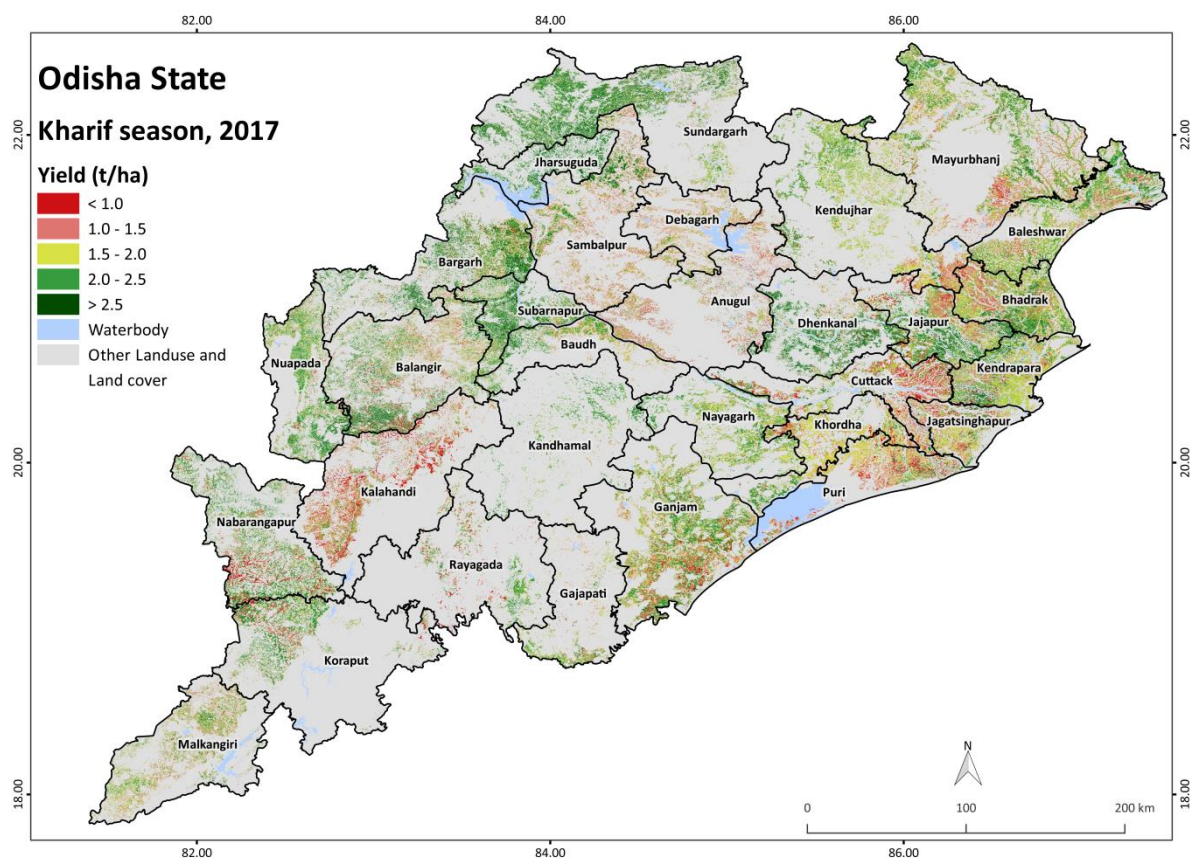 82.00 84.00 86.00
Odisha State
Kharif season, 2017
Yield (t/ha)
< 1.0
1.0 - 1.5
1.5 - 2.0
2.0 - 2.5
> 2.5
Waterbody
Other Landuse and
Land cover
22.00
22.00
20.00
20.00
18.00
18.00
Sundargarh
Jharsuguda
Mayurbhanj
Kendujhar
Debagarh
Sambalpur
Baleshwar
Bargarh
Anugul
Bhadrak
Subarnapur
Dhenkanal
Jajapur
Baudh
Nuapada
Balangir
Kendrapara
Cuttack
Nayagarh
Khordha
Jagatsinghapur
Kandhamal
Kalahandi
Puri
Ganjam
Nabarangapur
Rayagada
Gajapati
Koraput
Malkangiri
N
0 100 200 km
82.00 84.00 86.00